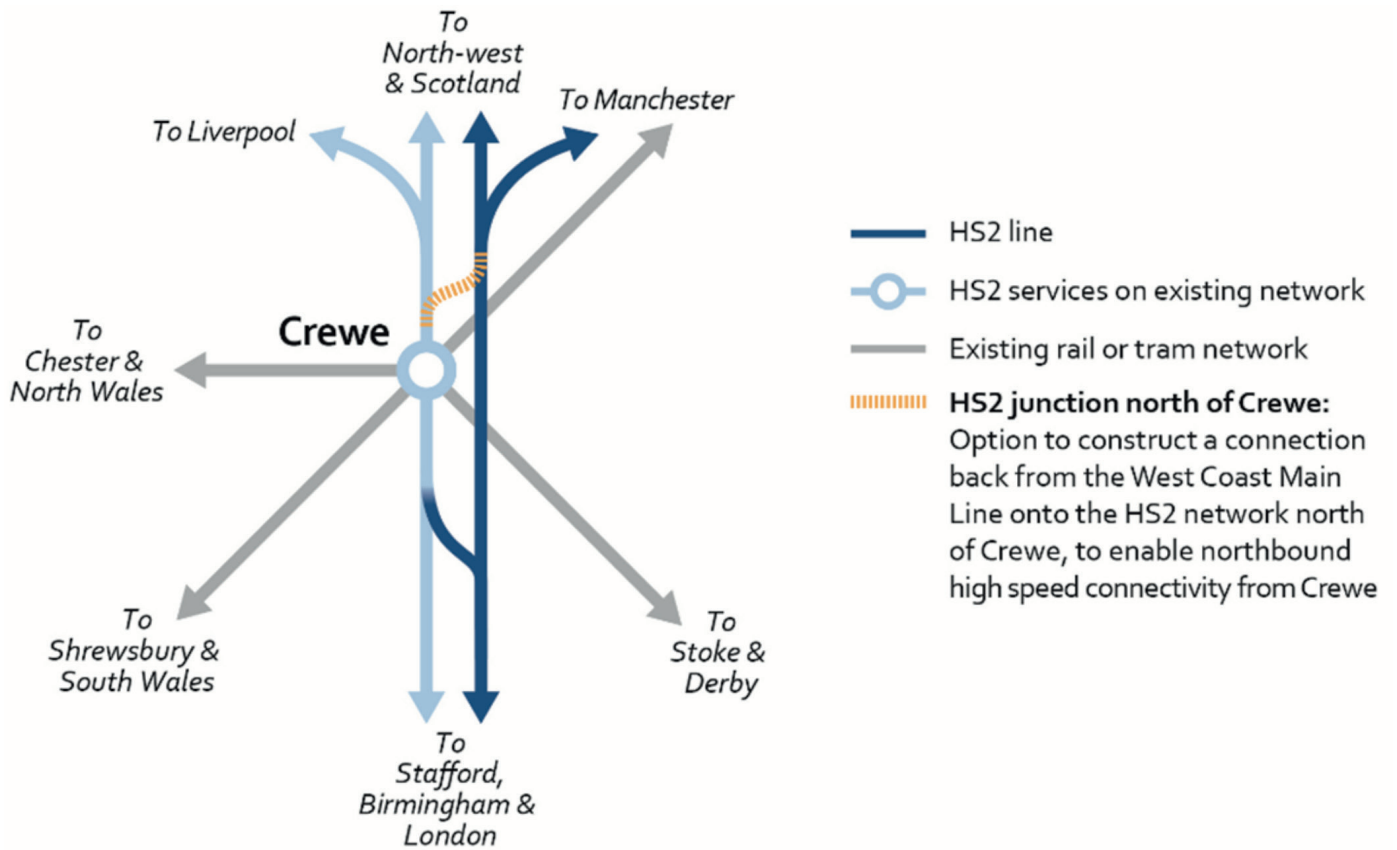 To
North-west
& Scotland
To Manchester
To Liverpool
HS2 line
HS2 services on existing network
Crewe
To
Chester &
North Wales
Existing rail or tram network
HS2 junction north of Crewe:
Option to construct a connection
back from the West Coast Main
Line onto the HS2 network north
of Crewe, to enable northbound
high speed connectivity from Crewe
To
Shrewsbury &
South Wales
To
Stoke &
Derby
To
Stafford,
Birmingham &
London